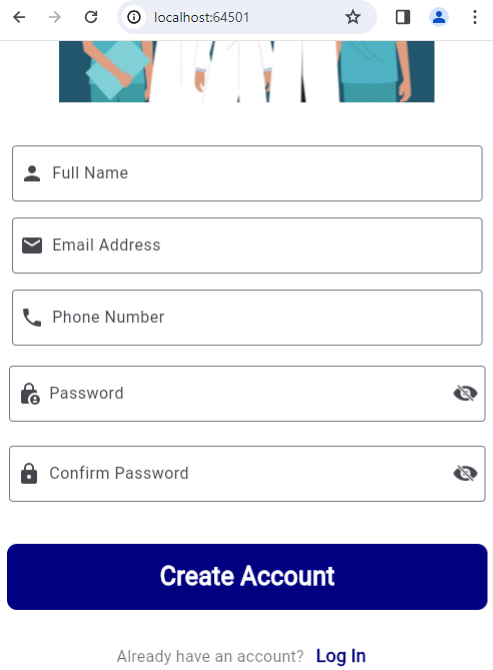 localhost:64501
Full Name
Email Address
Phone Number
Password
Confirm Password
Create Account
Already have an account? Log In